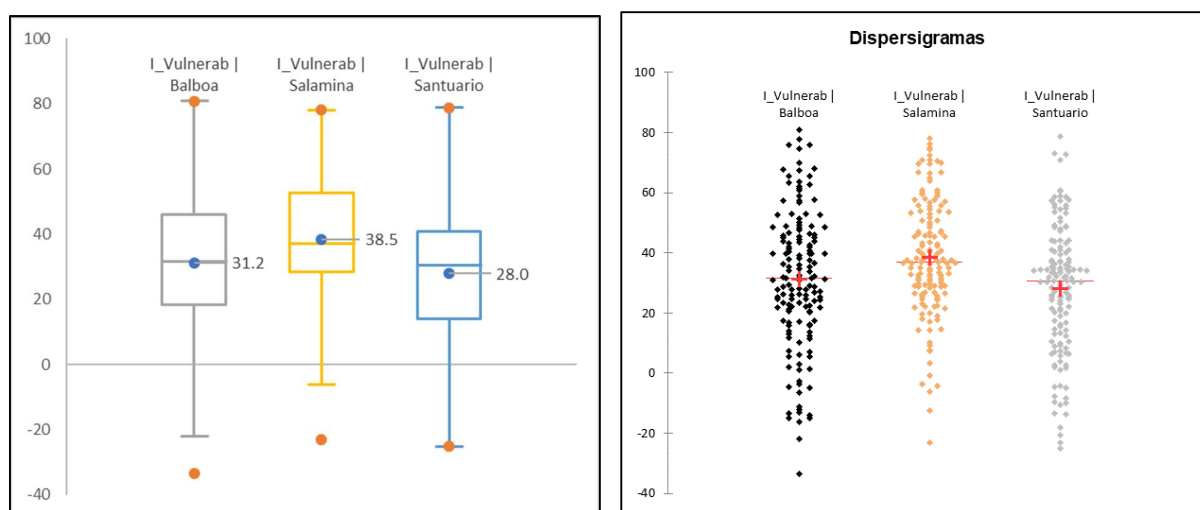 100
80
60
40
20
0
-20
-40
I_Vulnerab |
Balboa
I_Vulnerab |
Salamina
I_Vulnerab |
Santuario
31.2
38.5
28.0
Dispersigramas
100
80
60
40
20
0
-20
-40
I_Vulnerab |
Balboa
I_Vulnerab |
Salamina
I_Vulnerab |
Santuario